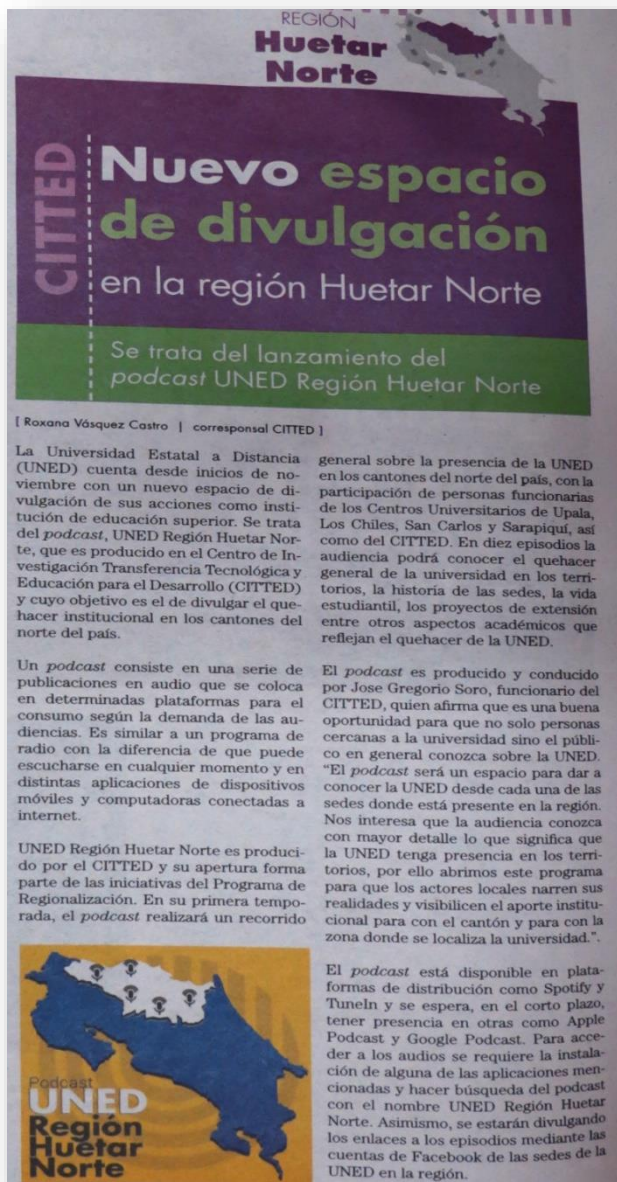 REGIÓN
Huetar
Norte
CITTED
Nuevo espacio
de divulgación
en la región Huetar Norte
Se trata del lanzamiento del
podcast UNED Región Huetar Norte
[ Roxana Vásquez Castro | corresponsal CITTED ]
La Universidad Estatal a Distancia
(UNED) cuenta desde inicios de no-
viembre con un nuevo espacio de di-
vulgación de sus acciones como insti-
tución de educación superior. Se trata
del podcast, UNED Región Huetar Nor-
te, que es producido en el Centro de In-
vestigación Transferencia Tecnológica y
Educación para el Desarrollo (CITTED)
y cuyo objetivo es el de divulgar el que-
hacer institucional en los cantones del
norte del país.
Un podcast consiste en una serie de
publicaciones en audio que se coloca
en determinadas plataformas para el
consumo según la demanda de las au-
diencias. Es similar a un programa de
radio con la diferencia de que puede
escucharse en cualquier momento y en
distintas aplicaciones de dispositivos
móviles y computadoras conectadas a
internet.
UNED Región Huetar Norte es produci-
do por el CITTED y su apertura forma
parte de las iniciativas del Programa de
Regionalización. En su primera tempo-
rada, el podcast realizará un recorrido
general sobre la presencia de la UNED
en los cantones del norte del país, con la
participación de personas funcionarias
de los Centros Universitarios de Upala,
Los Chiles, San Carlos y Sarapiquí, así
como del CITTED. En diez episodios la
audiencia podrá conocer el quehacer
general de la universidad en los terri-
torios, la historia de las sedes, la vida
estudiantil, los proyectos de extensión
entre otros aspectos académicos que
reflejan el quehacer de la UNED.
El podcast es producido y conducido
por Jose Gregorio Soro, funcionario del
CITTED, quien afirma que es una buena
oportunidad para que no solo personas
cercanas a la universidad sino el públi-
co en general conozca sobre la UNED.
“El podcast será un espacio para dar a
conocer la UNED desde cada una de las
sedes donde está presente en la región.
Nos interesa que la audiencia conozca
con mayor detalle lo que significa que
la UNED tenga presencia en los terri-
torios, por ello abrimos este programa
para que los actores locales narren sus
realidades y visibilicen el aporte institu-
cional para con el cantón y para con la
zona donde se localiza la universidad.”.
El podcast está disponible en plata-
formas de distribución como Spotify y
TuneIn y se espera, en el corto plazo,
tener presencia en otras como Apple
Podcast y Google Podcast. Para acce-
der a los audios se requiere la instala-
ción de alguna de las aplicaciones men-
cionadas y hacer búsqueda del podcast
con el nombre UNED Región Huetar
Norte. Asimismo, se estarán divulgando
los enlaces a los episodios mediante las
cuentas de Facebook de las sedes de la
UNED en la región.
Podcast
UNED
Región
Huetar
Norte